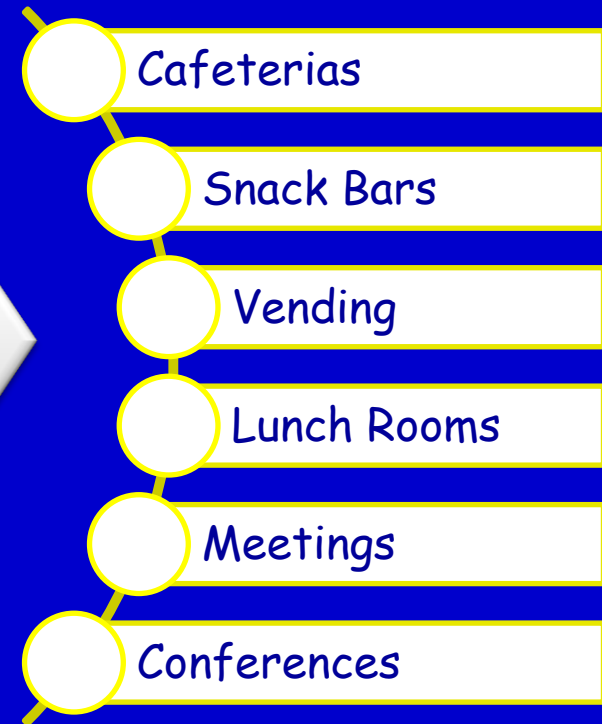 Cafeterias
Snack Bars
Vending
Lunch Rooms
Meetings
Conferences